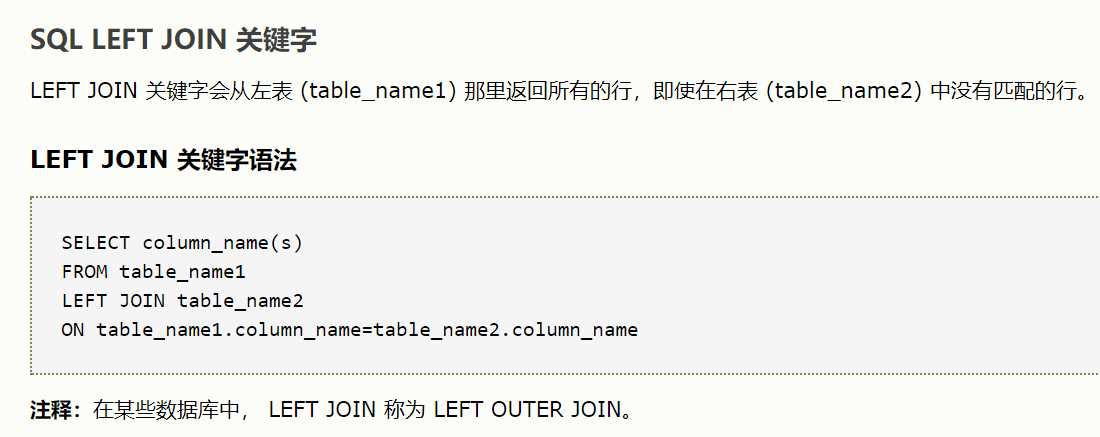 SQL LEFT JOIN 关键字
LEFT JOIN 关键字会从左表 (table_name1) 那里返回所有的行，即使在右表 (table_name2) 中没有匹配的行。
LEFT JOIN 关键字语法
SELECT column_name(s)
FROM table_name1
LEFT JOIN table_name2
ON table_name1.column_name=table_name2.column_name
注释：在某些数据库中， LEFT JOIN 称为 LEFT OUTER JOIN。